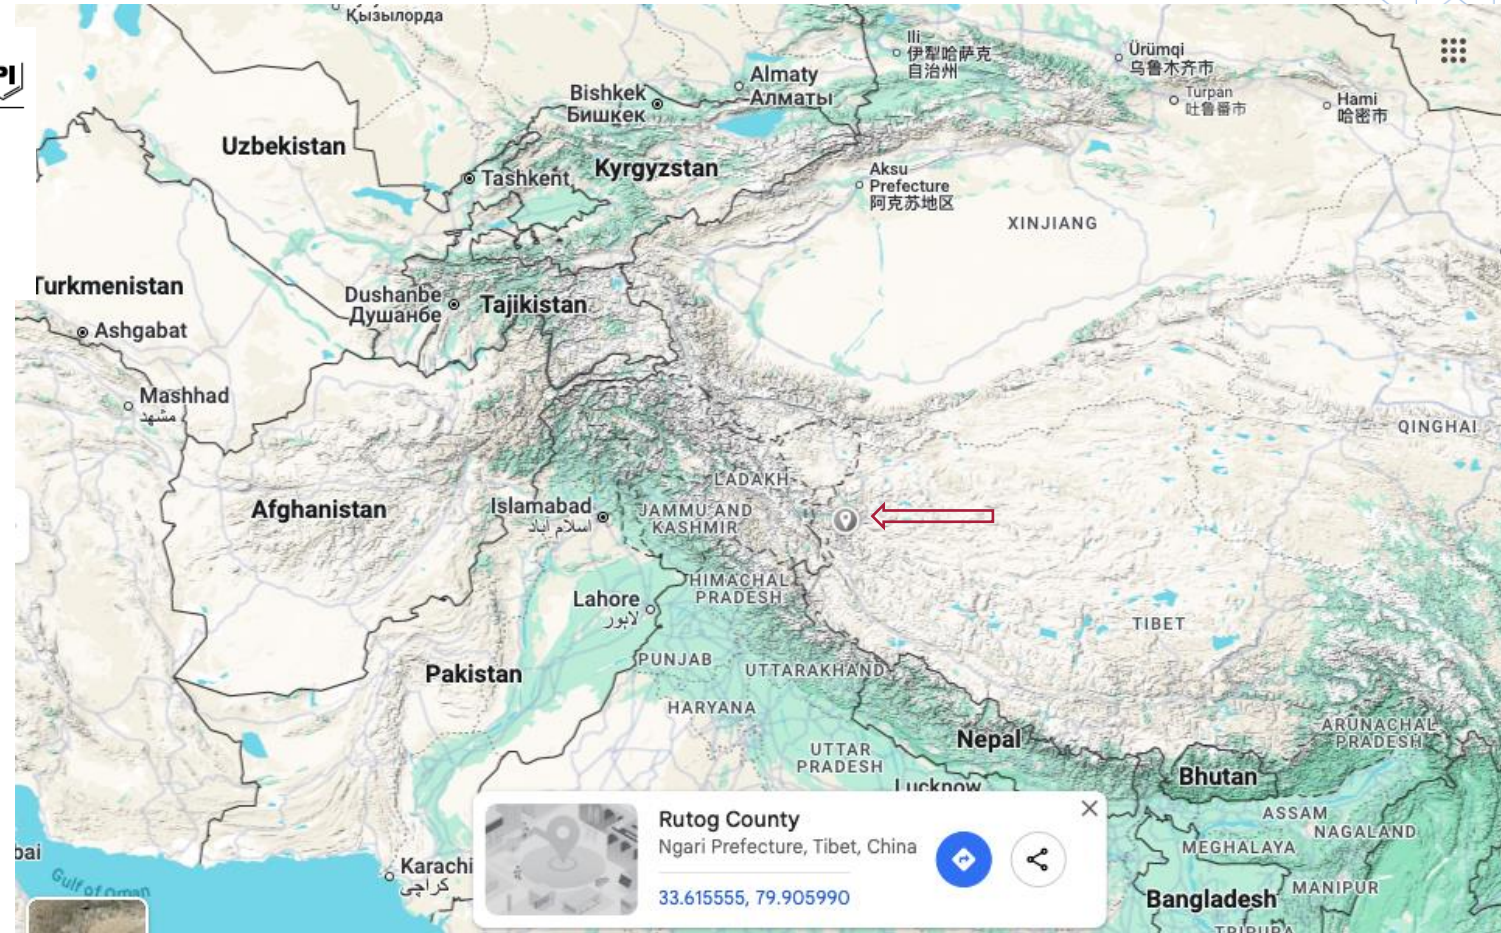 Қызылорда
PI
Ili
伊犁哈萨克
自治州
Ürümqi
乌鲁木齐市
Turpan
吐鲁番市
Hami
哈密市
Almaty
Алматы
Bishkek
Бишкек
Uzbekistan
Kyrgyzstan
Tashkent
Aksu
Prefecture
阿克苏地区
XINJIANG
Turkmenistan
Dushanbe
Душанбе
Tajikistan
Ashgabat
Mashhad
مشهد
QINGHAI
LADAKH
Afghanistan
Islamabad
اسلام آباد
JAMMU AND
KASHMIR
HIMACHAL
PRADESH
Lahore
لاہور
TIBET
Pakistan
PUNJAB
UTTARAKHAND
HARYANA
ARUNACHAL
PRADESH
Nepal
UTTAR
PRADESH
Bhutan
Lucknow
ASSAM
NAGALAND
MEGHALAYA
Rutog County
Ngari Prefecture, Tibet, China
33.615555, 79.905990
bai
Gulf of Oman
Karachi
کراچی
MANIPUR
Bangladesh
TRIPURA